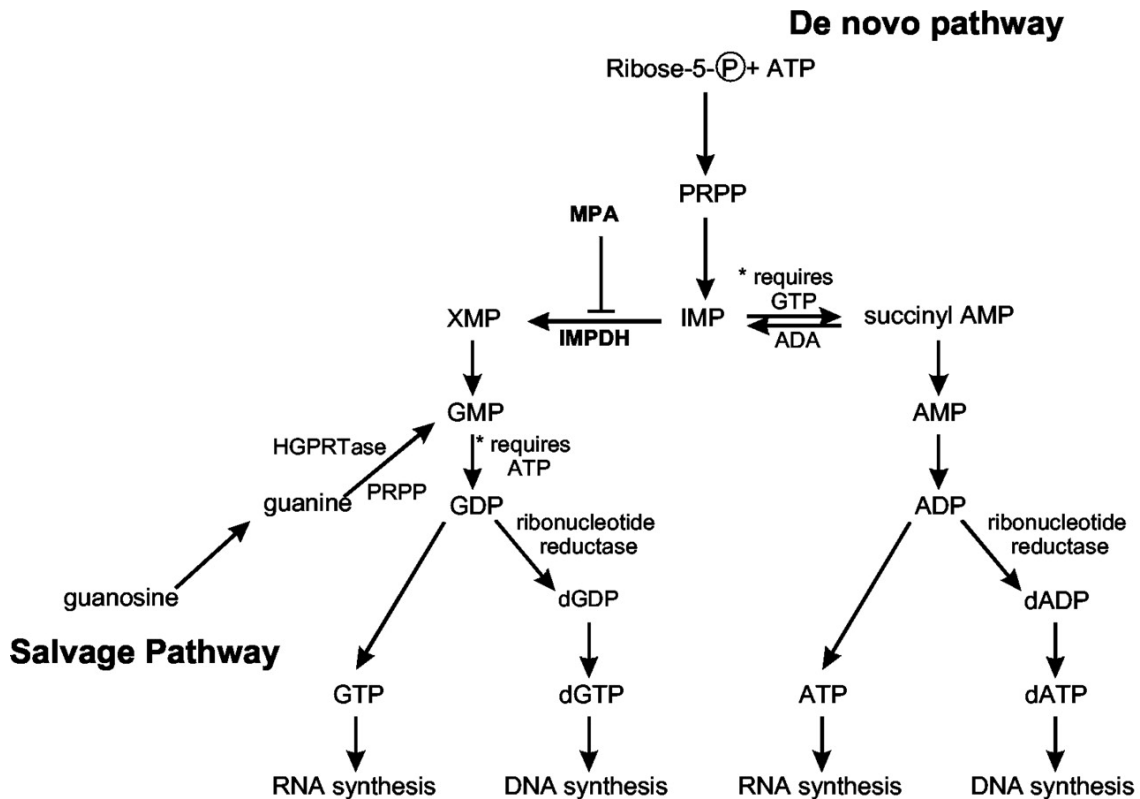 De novo pathway
Ribose-5-Ⓟ+ ATP
PRPP
MPA
* requires
GTP
XMP
IMPDH
IMP
ADA
succinyl AMP
GMP
AMP
HGPRTase
* requires
ATP
guanine
PRPP
GDP
ribonucleotide
reductase
ADP
ribonucleotide
reductase
guanosine
dGDP
dADP
Salvage Pathway
GTP
dGTP
ATP
dATP
RNA synthesis
DNA synthesis
RNA synthesis
DNA synthesis